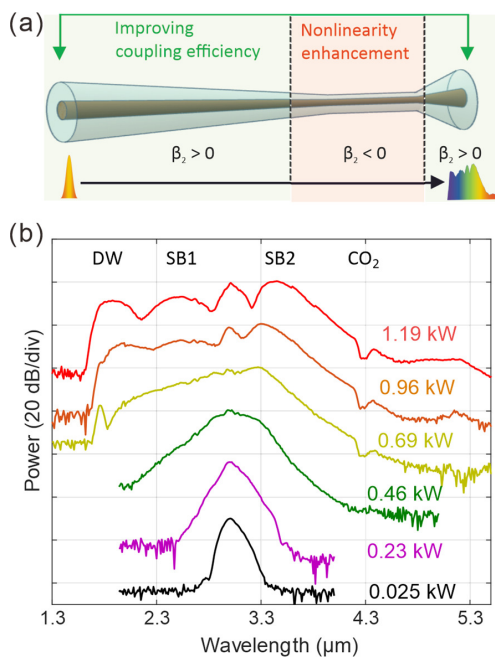 (a)
Improving
coupling efficiency
Nonlinearity
enhancement
β₂ > 0
β₂ < 0
β₂ > 0
(b)
DW
SB1
SB2
CO₂
1.19 kW
0.96 kW
0.69 kW
0.46 kW
0.23 kW
0.025 kW
Power (20 dB/div)
1.3
2.3
3.3
4.3
5.3
Wavelength (μm)